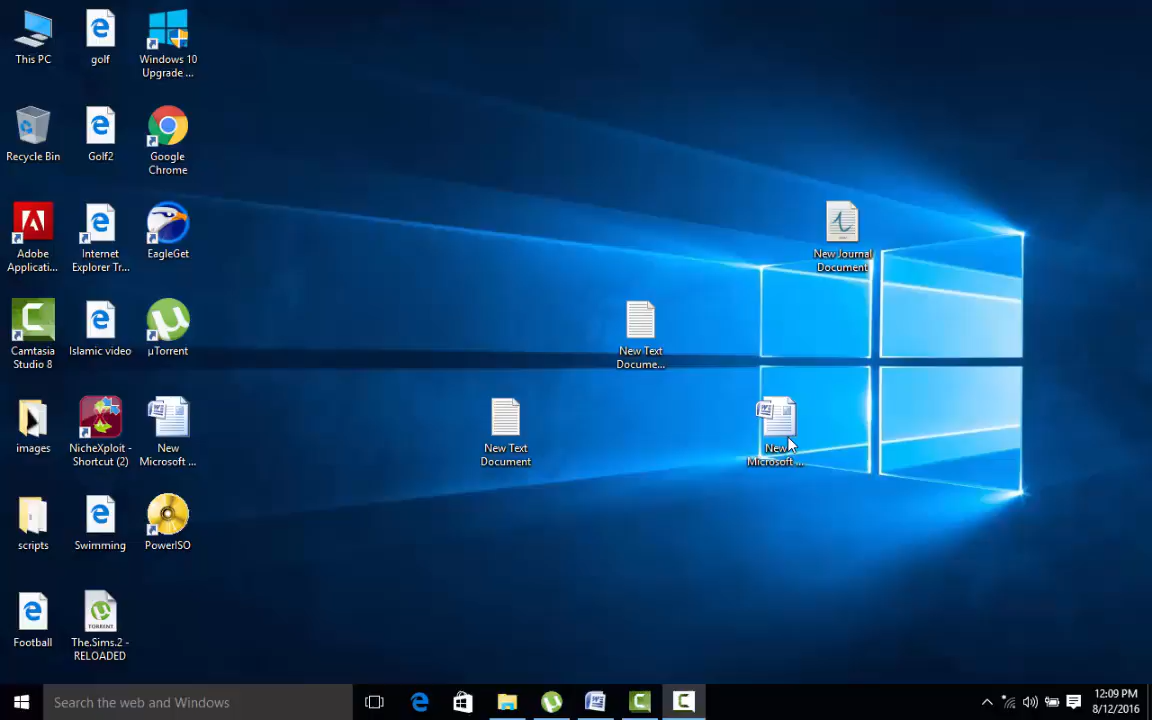 This PC
golf
Windows 10
Upgrade ...
Recycle Bin
Golf2
Google
Chrome
Adobe
Applicati...
Internet
Explorer Tr...
EagleGet
New Journal
Document
Camtasia
Studio 8
Islamic video
µTorrent
New Text
Docume...
images
NicheXploit -
Shortcut (2)
New
Microsoft ...
New Text
Document
New
Microsoft ...
scripts
Swimming
PowerISO
Football
TORRENT
The.Sims.2 -
RELOADED
Search the web and Windows
12:09 PM
8/12/2016